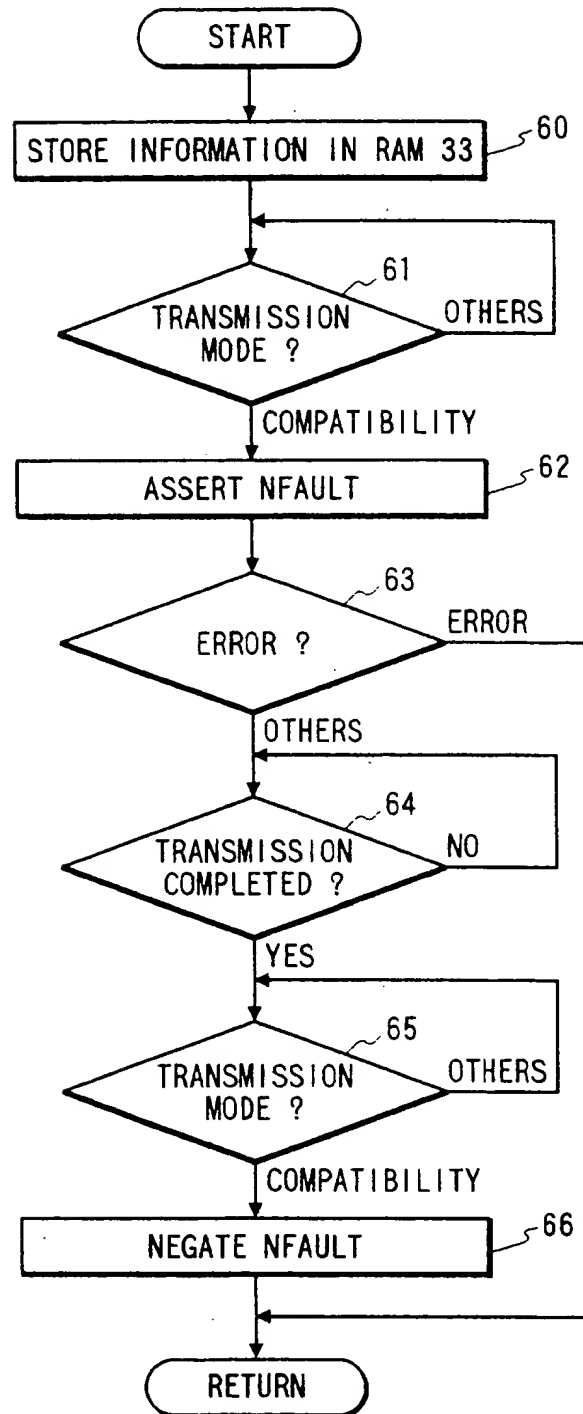 START
STORE INFORMATION IN RAM 33
60
61
TRANSMISSION
MODE ?
OTHERS
COMPATIBILITY
ASSERT NFAULT
62
63
ERROR ?
ERROR
OTHERS
64
TRANSMISSION
COMPLETED ?
NO
YES
65
TRANSMISSION
MODE ?
OTHERS
COMPATIBILITY
NEGATE NFAULT
66
RETURN